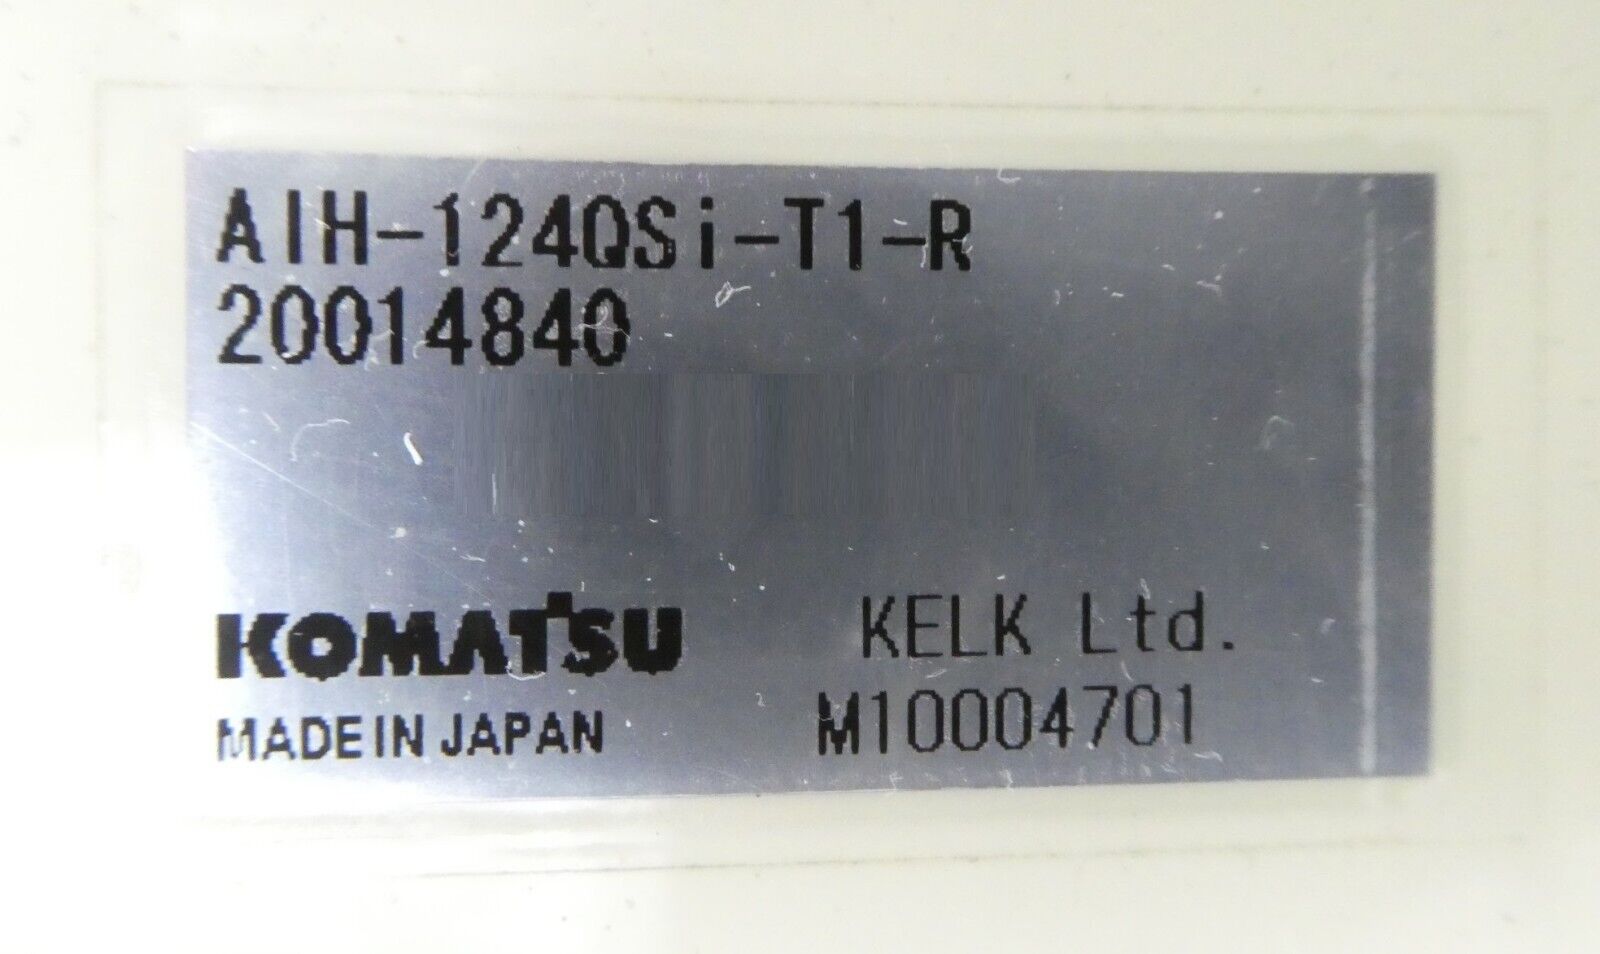 AIH-124QSi-T1-R
20014840
KOMATSU KELK Ltd.
MADE IN JAPAN M10004701